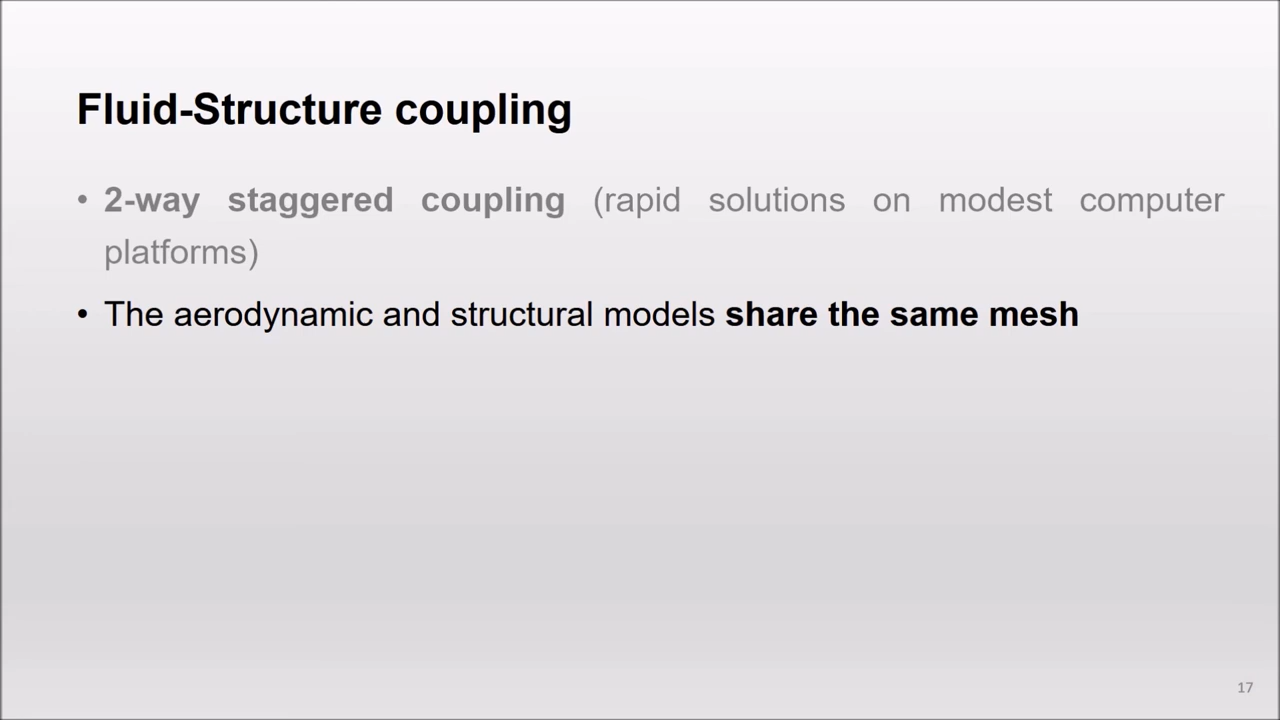 Fluid-Structure coupling
• 2-way staggered coupling (rapid solutions on modest computer
platforms)
• The aerodynamic and structural models share the same mesh
17